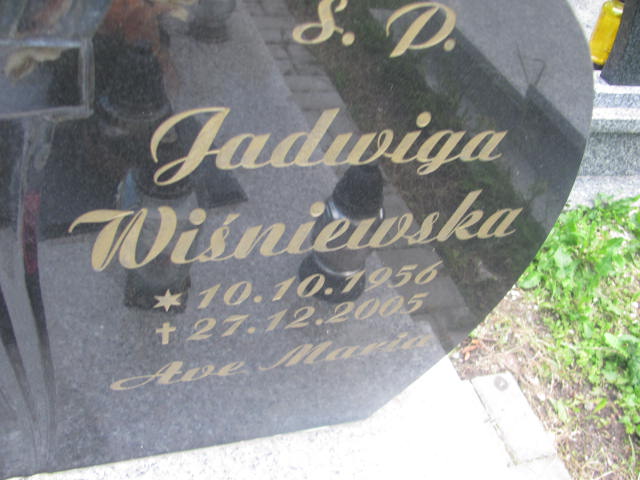 Ś. P.
Jadwiga
Wiśniewska
* 10.10.1956
✝ 27.12.2005
Ave Maria